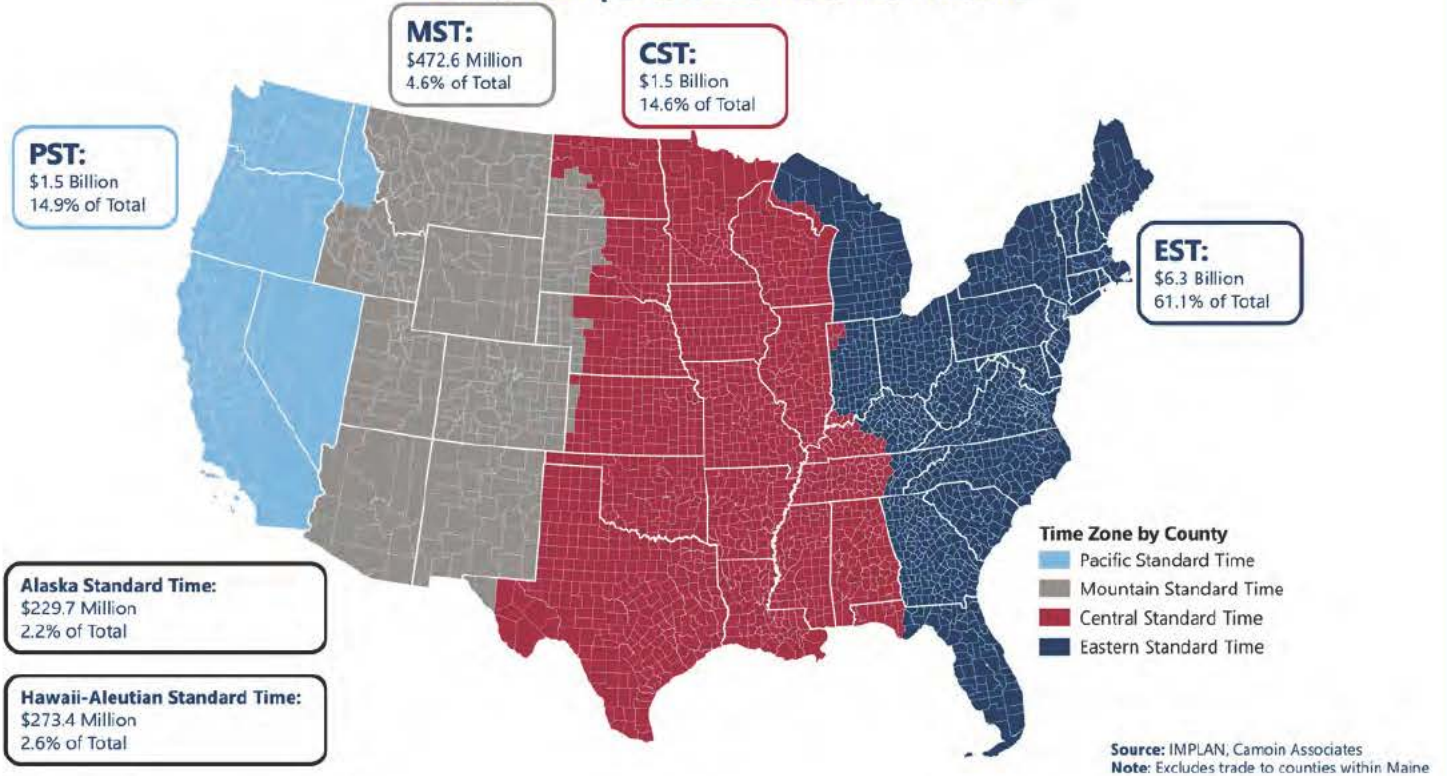 MST:
$472.6 Million
4.6% of Total
CST:
$1.5 Billion
14.6% of Total
PST:
$1.5 Billion
14.9% of Total
EST:
$6.3 Billion
61.1% of Total
Time Zone by County
Pacific Standard Time
Mountain Standard Time
Central Standard Time
Eastern Standard Time
Alaska Standard Time:
$229.7 Million
2.2% of Total
Hawaii-Aleutian Standard Time:
$273.4 Million
2.6% of Total
Source: IMPLAN, Camoin Associates
Note: Excludes trade to counties within Maine